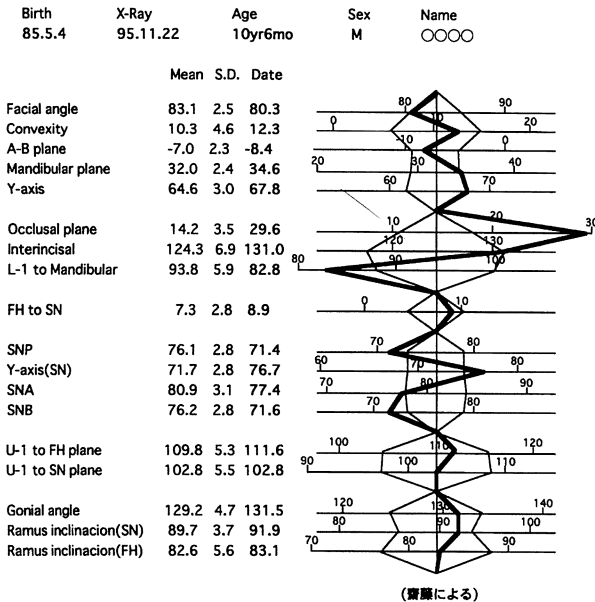 Birth X-Ray Age Sex Name
85.5.4 95.11.22 10yr6mo M ○○○○
Mean S.D. Date
Facial angle 83.1 2.5 80.3 80 90
Convexity 10.3 4.6 12.3 0 10 20
A-B plane -7.0 2.3 -8.4 -10 0
Mandibular plane 32.0 2.4 34.6 20 31 40
Y-axis 64.6 3.0 67.8 60 70
Occlusal plane 14.2 3.5 29.6 10 20 30
Interincisal 124.3 6.9 131.0 120 130
L-1 to Mandibular 93.8 5.9 82.8 80 90 100
FH to SN 7.3 2.8 8.9 0 10
SNP 76.1 2.8 71.4 70 80
Y-axis(SN) 71.7 2.8 76.7 60 70 80
SNA 80.9 3.1 77.4 70 80 90
SNB 76.2 2.8 71.6 70 80
U-1 to FH plane 109.8 5.3 111.6 100 110 120
U-1 to SN plane 102.8 5.5 102.8 90 100 110
Gonial angle 129.2 4.7 131.5 120 130 140
Ramus inclinacion(SN) 89.7 3.7 91.9 80 90 100
Ramus inclinacion(FH) 82.6 5.6 83.1 70 80 90
(齋藤による)